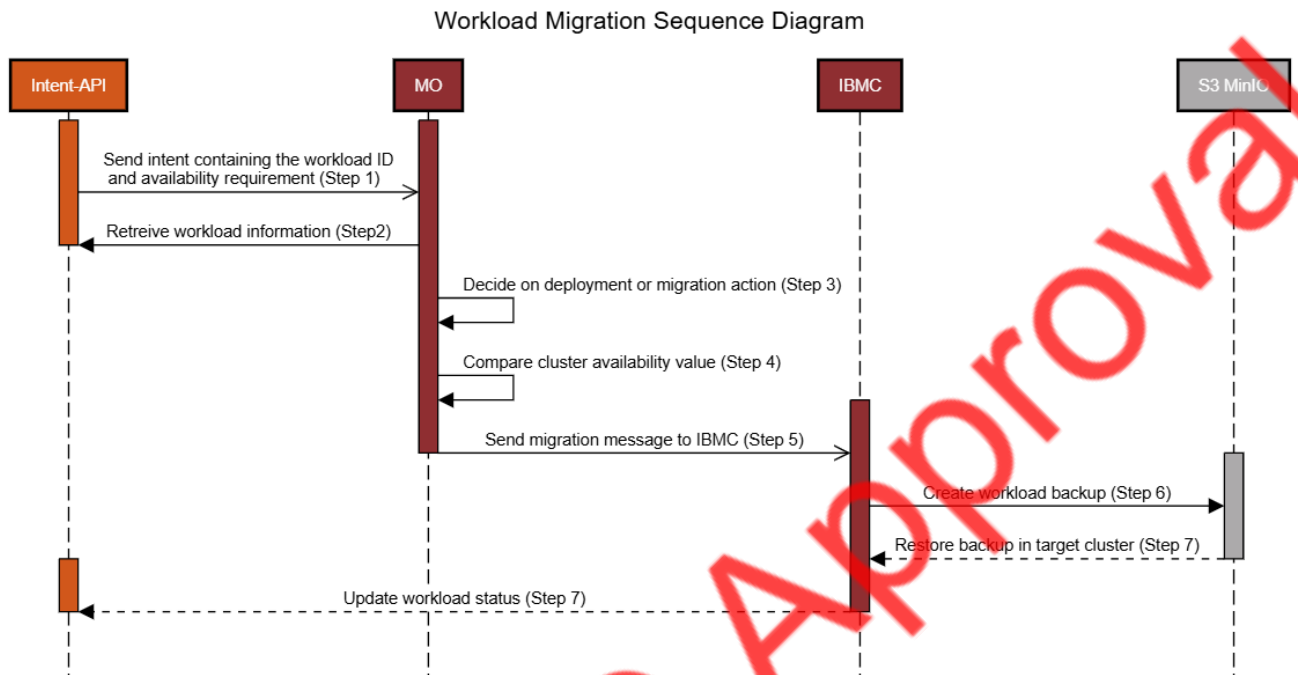 Workload Migration Sequence Diagram
Intent-API
MO
IBMC
S3 MinIO
Send intent containing the workload ID
and availability requirement (Step 1)
Retreive workload information (Step2)
Decide on deployment or migration action (Step 3)
Compare cluster availability value (Step 4)
Send migration message to IBMC (Step 5)
Create workload backup (Step 6)
Restore backup in target cluster (Step 7)
Update workload status (Step 7)
Approval